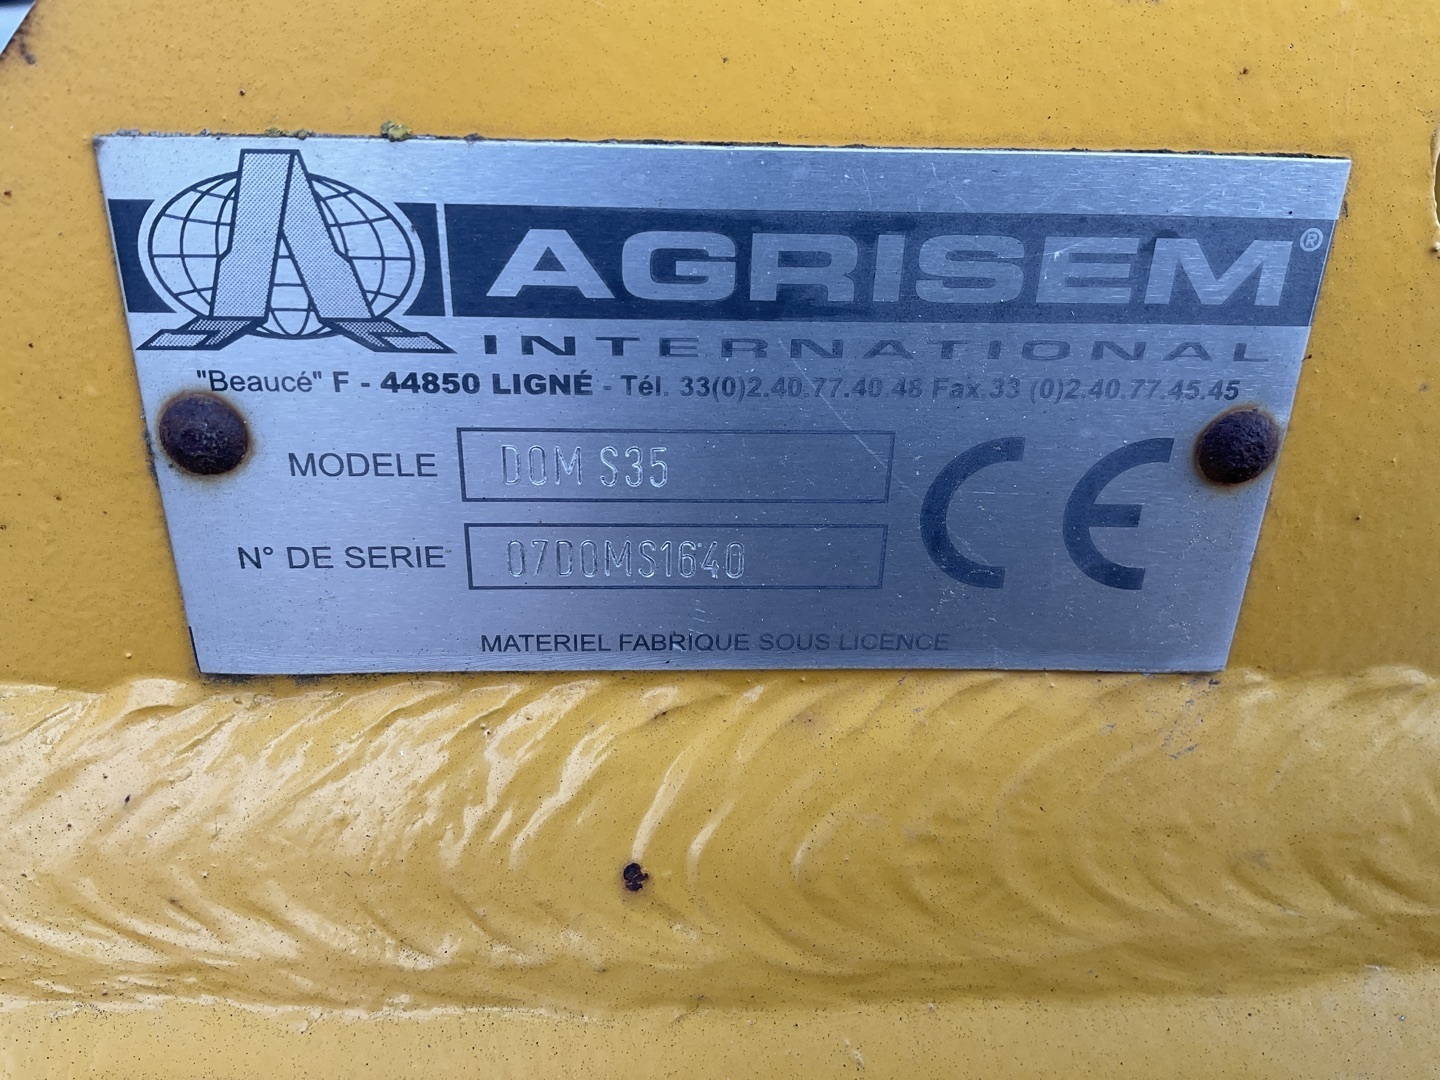 AGRISEM®
INTERNATIONAL
"Beaucé" F - 44850 LIGNÉ - Tél. 33(0)2.40.77.40.48 Fax.33 (0)2.40.77.45.45
MODELE DOM S35
N° DE SERIE 07DOMS1640
CE
MATERIEL FABRIQUE SOUS LICENCE